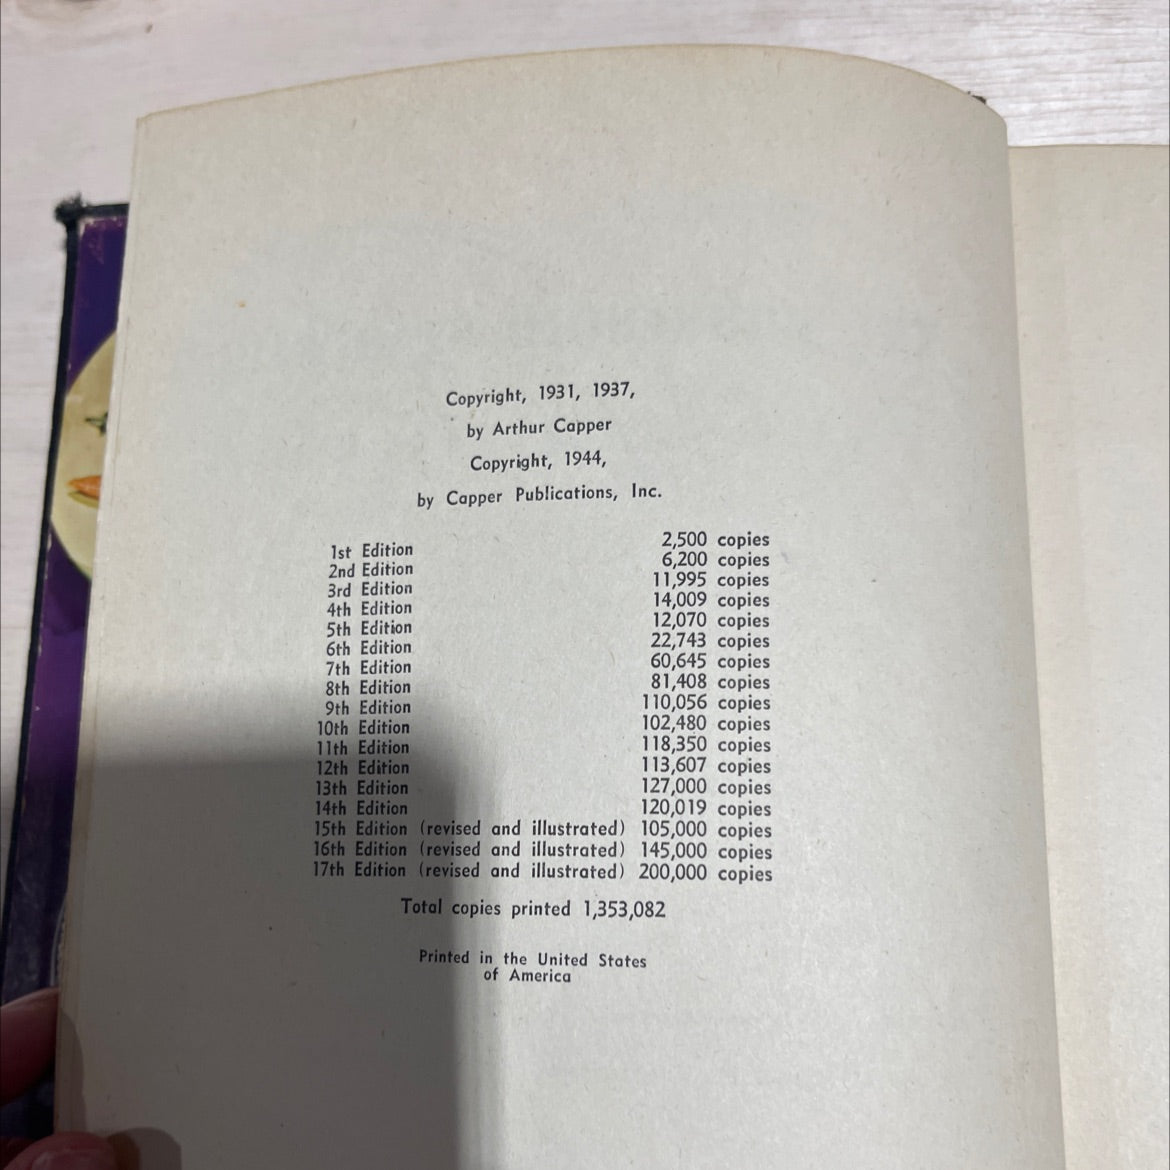 Copyright, 1931, 1937,
by Arthur Capper
Copyright, 1944,
by Capper Publications, Inc.
1st Edition 2,500 copies
2nd Edition 6,200 copies
3rd Edition 11,995 copies
4th Edition 14,009 copies
5th Edition 12,070 copies
6th Edition 22,743 copies
7th Edition 60,645 copies
8th Edition 81,408 copies
9th Edition 110,056 copies
10th Edition 102,480 copies
11th Edition 118,350 copies
12th Edition 113,607 copies
13th Edition 127,000 copies
14th Edition 120,019 copies
15th Edition (revised and illustrated) 105,000 copies
16th Edition (revised and illustrated) 145,000 copies
17th Edition (revised and illustrated) 200,000 copies
Total copies printed 1,353,082
Printed in the United States
of America